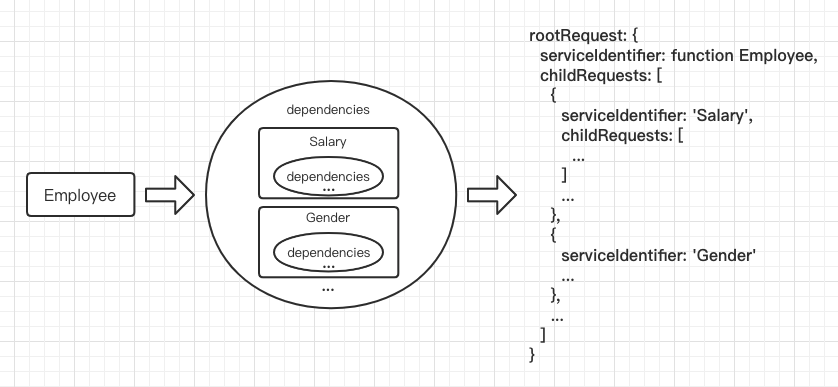 Employee
dependencies
Salary
dependencies
...
Gender
dependencies
...
...
rootRequest: {
serviceIdentifier: function Employee,
childRequests: [
{
serviceIdentifier: 'Salary',
childRequests: [
...
]
...
},
{
serviceIdentifier: 'Gender'
...
},
...
]
}